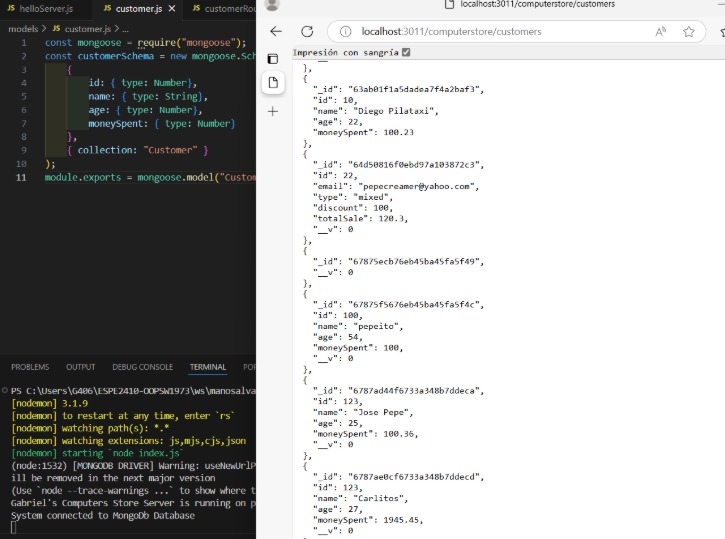 JS helloServer.js
JS customer.js
JS customerRou
models > JS customer.js > ...
1 const mongoose = require("mongoose");
2 const customerSchema = new mongoose.Sch
3 {
4 id: { type: Number},
5 name: { type: String},
6 age: { type: Number},
7 moneySpent: { type: Number}
8 },
9 { collection: "Customer" }
10 );
11 module.exports = mongoose.model("Custom
PROBLEMS OUTPUT DEBUG CONSOLE TERMINAL PO
PS C:\Users\G406\ESPE2410-OOPSW1973\ws\manosalva
[nodemon] 3.1.9
[nodemon] to restart at any time, enter `rs`
[nodemon] watching path(s): *.*
[nodemon] watching extensions: js,mjs,cjs,json
[nodemon] starting `node index.js`
(node:1532) [MONGODB DRIVER] Warning: useNewUrlP
ill be removed in the next major version
(Use `node --trace-warnings ...` to show where t
Gabriel's Computers Store Server is running on p
System connected to MongoDb Database
localhost:3011/computerstore/customers
localhost:3011/computerstore/customers
Impresión con sangría
},
{
"_id": "63ab01f1a5dadea7f4a2baf3",
"id": 10,
"name": "Diego Pilataxi",
"age": 22,
"moneySpent": 100.23
},
{
"_id": "64d50816f0ebd97a103872c3",
"id": 22,
"email": "pepecreamer@yahoo.com",
"type": "mixed",
"discount": 100,
"totalSale": 120.3,
"__v": 0
},
{
"_id": "67875ecb76eb45ba45fa5f49",
"__v": 0
},
{
"_id": "67875f5676eb45ba45fa5f4c",
"id": 100,
"name": "pepeito",
"age": 54,
"moneySpent": 100,
"__v": 0
},
{
"_id": "6787ad44f6733a348b7ddeca",
"id": 123,
"name": "Jose Pepe",
"age": 25,
"moneySpent": 100.36,
"__v": 0
},
{
"_id": "6787ae0cf6733a348b7ddecd",
"id": 123,
"name": "Carlitos",
"age": 27,
"moneySpent": 1945.45,
"__v": 0